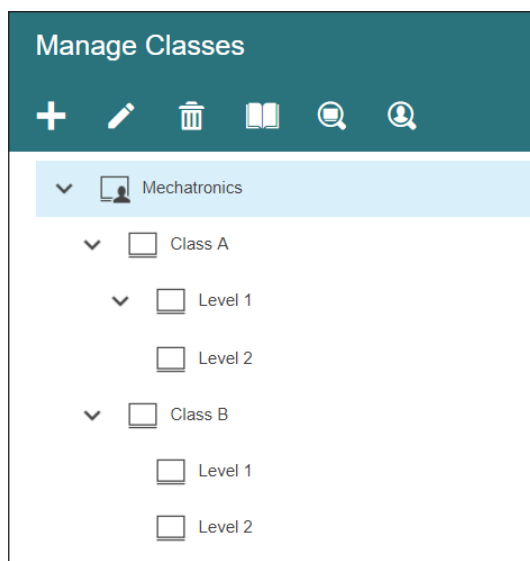 Manage Classes
Mechatronics
Class A
Level 1
Level 2
Class B
Level 1
Level 2